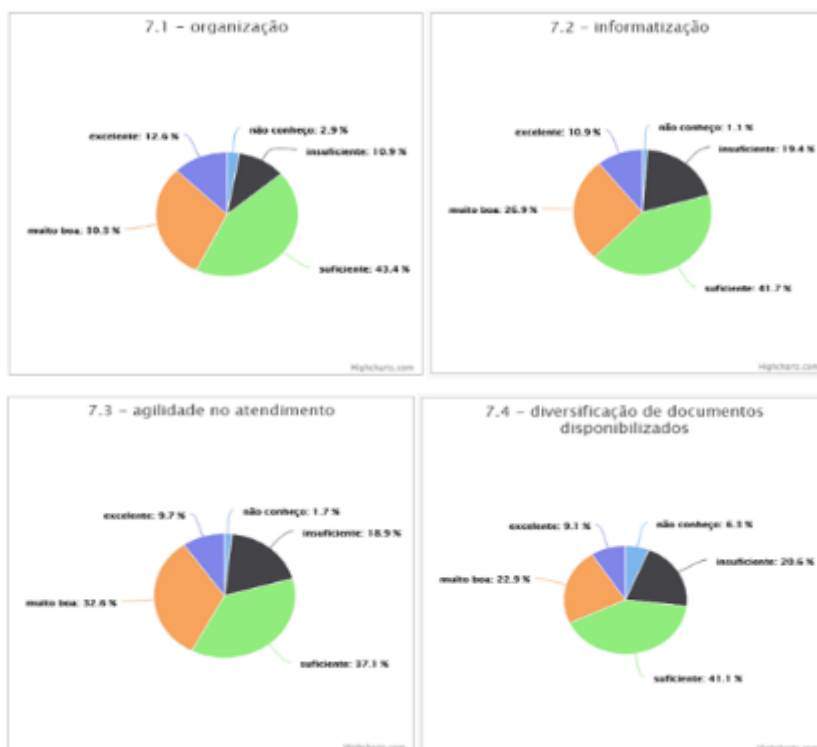 7.1 - organização
excelente: 12.6 %
não conheço: 2.9 %
insuficiente: 10.9 %
muito boa: 30.3 %
suficiente: 43.4 %
Highcharts.com
7.2 - informatização
excelente: 10.9 %
não conheço: 1.1 %
insuficiente: 19.4 %
muito boa: 26.9 %
suficiente: 41.7 %
Highcharts.com
7.3 - agilidade no atendimento
excelente: 9.7 %
não conheço: 1.7 %
insuficiente: 18.9 %
muito boa: 32.6 %
suficiente: 37.1 %
Highcharts.com
7.4 - diversificação de documentos
disponibilizados
excelente: 9.1 %
não conheço: 6.3 %
insuficiente: 20.6 %
muito boa: 22.9 %
suficiente: 41.1 %
Highcharts.com